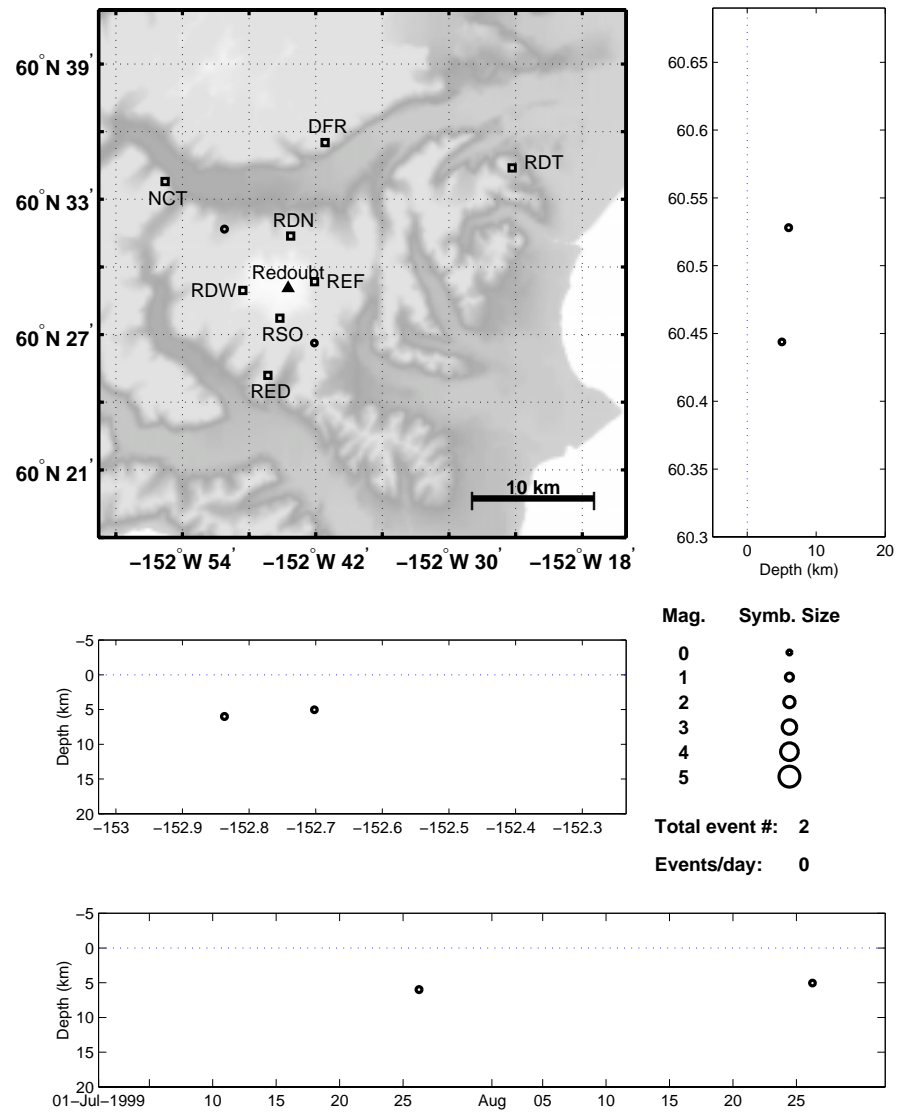 60°N 39'
60°N 33'
60°N 27'
60°N 21'
−152°W 54'
−152°W 42'
−152°W 30'
−152°W 18'
DFR
RDT
NCT
RDN
Redoubt
REF
RDW
RSO
RED
10 km
60.65
60.6
60.55
60.5
60.45
60.4
60.35
60.3
0 10 20
Depth (km)
−5
0
5
10
15
20
Depth (km)
−153 −152.9 −152.8 −152.7 −152.6 −152.5 −152.4 −152.3
Mag. Symb. Size
0
1
2
3
4
5
Total event #: 2
Events/day: 0
−5
0
5
10
15
20
Depth (km)
01−Jul−1999 10 15 20 25 Aug 05 10 15 20 25